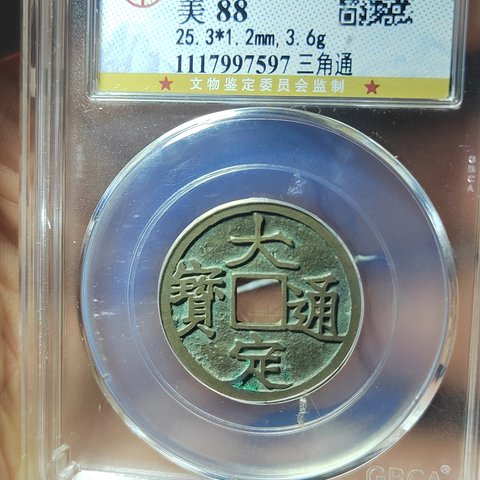 美 88
25.3*1.2mm, 3.6g
1117997597 三角通
★ 文物鉴定委员会监制 ★
大
寶 通
定
GBCA
GBCA®